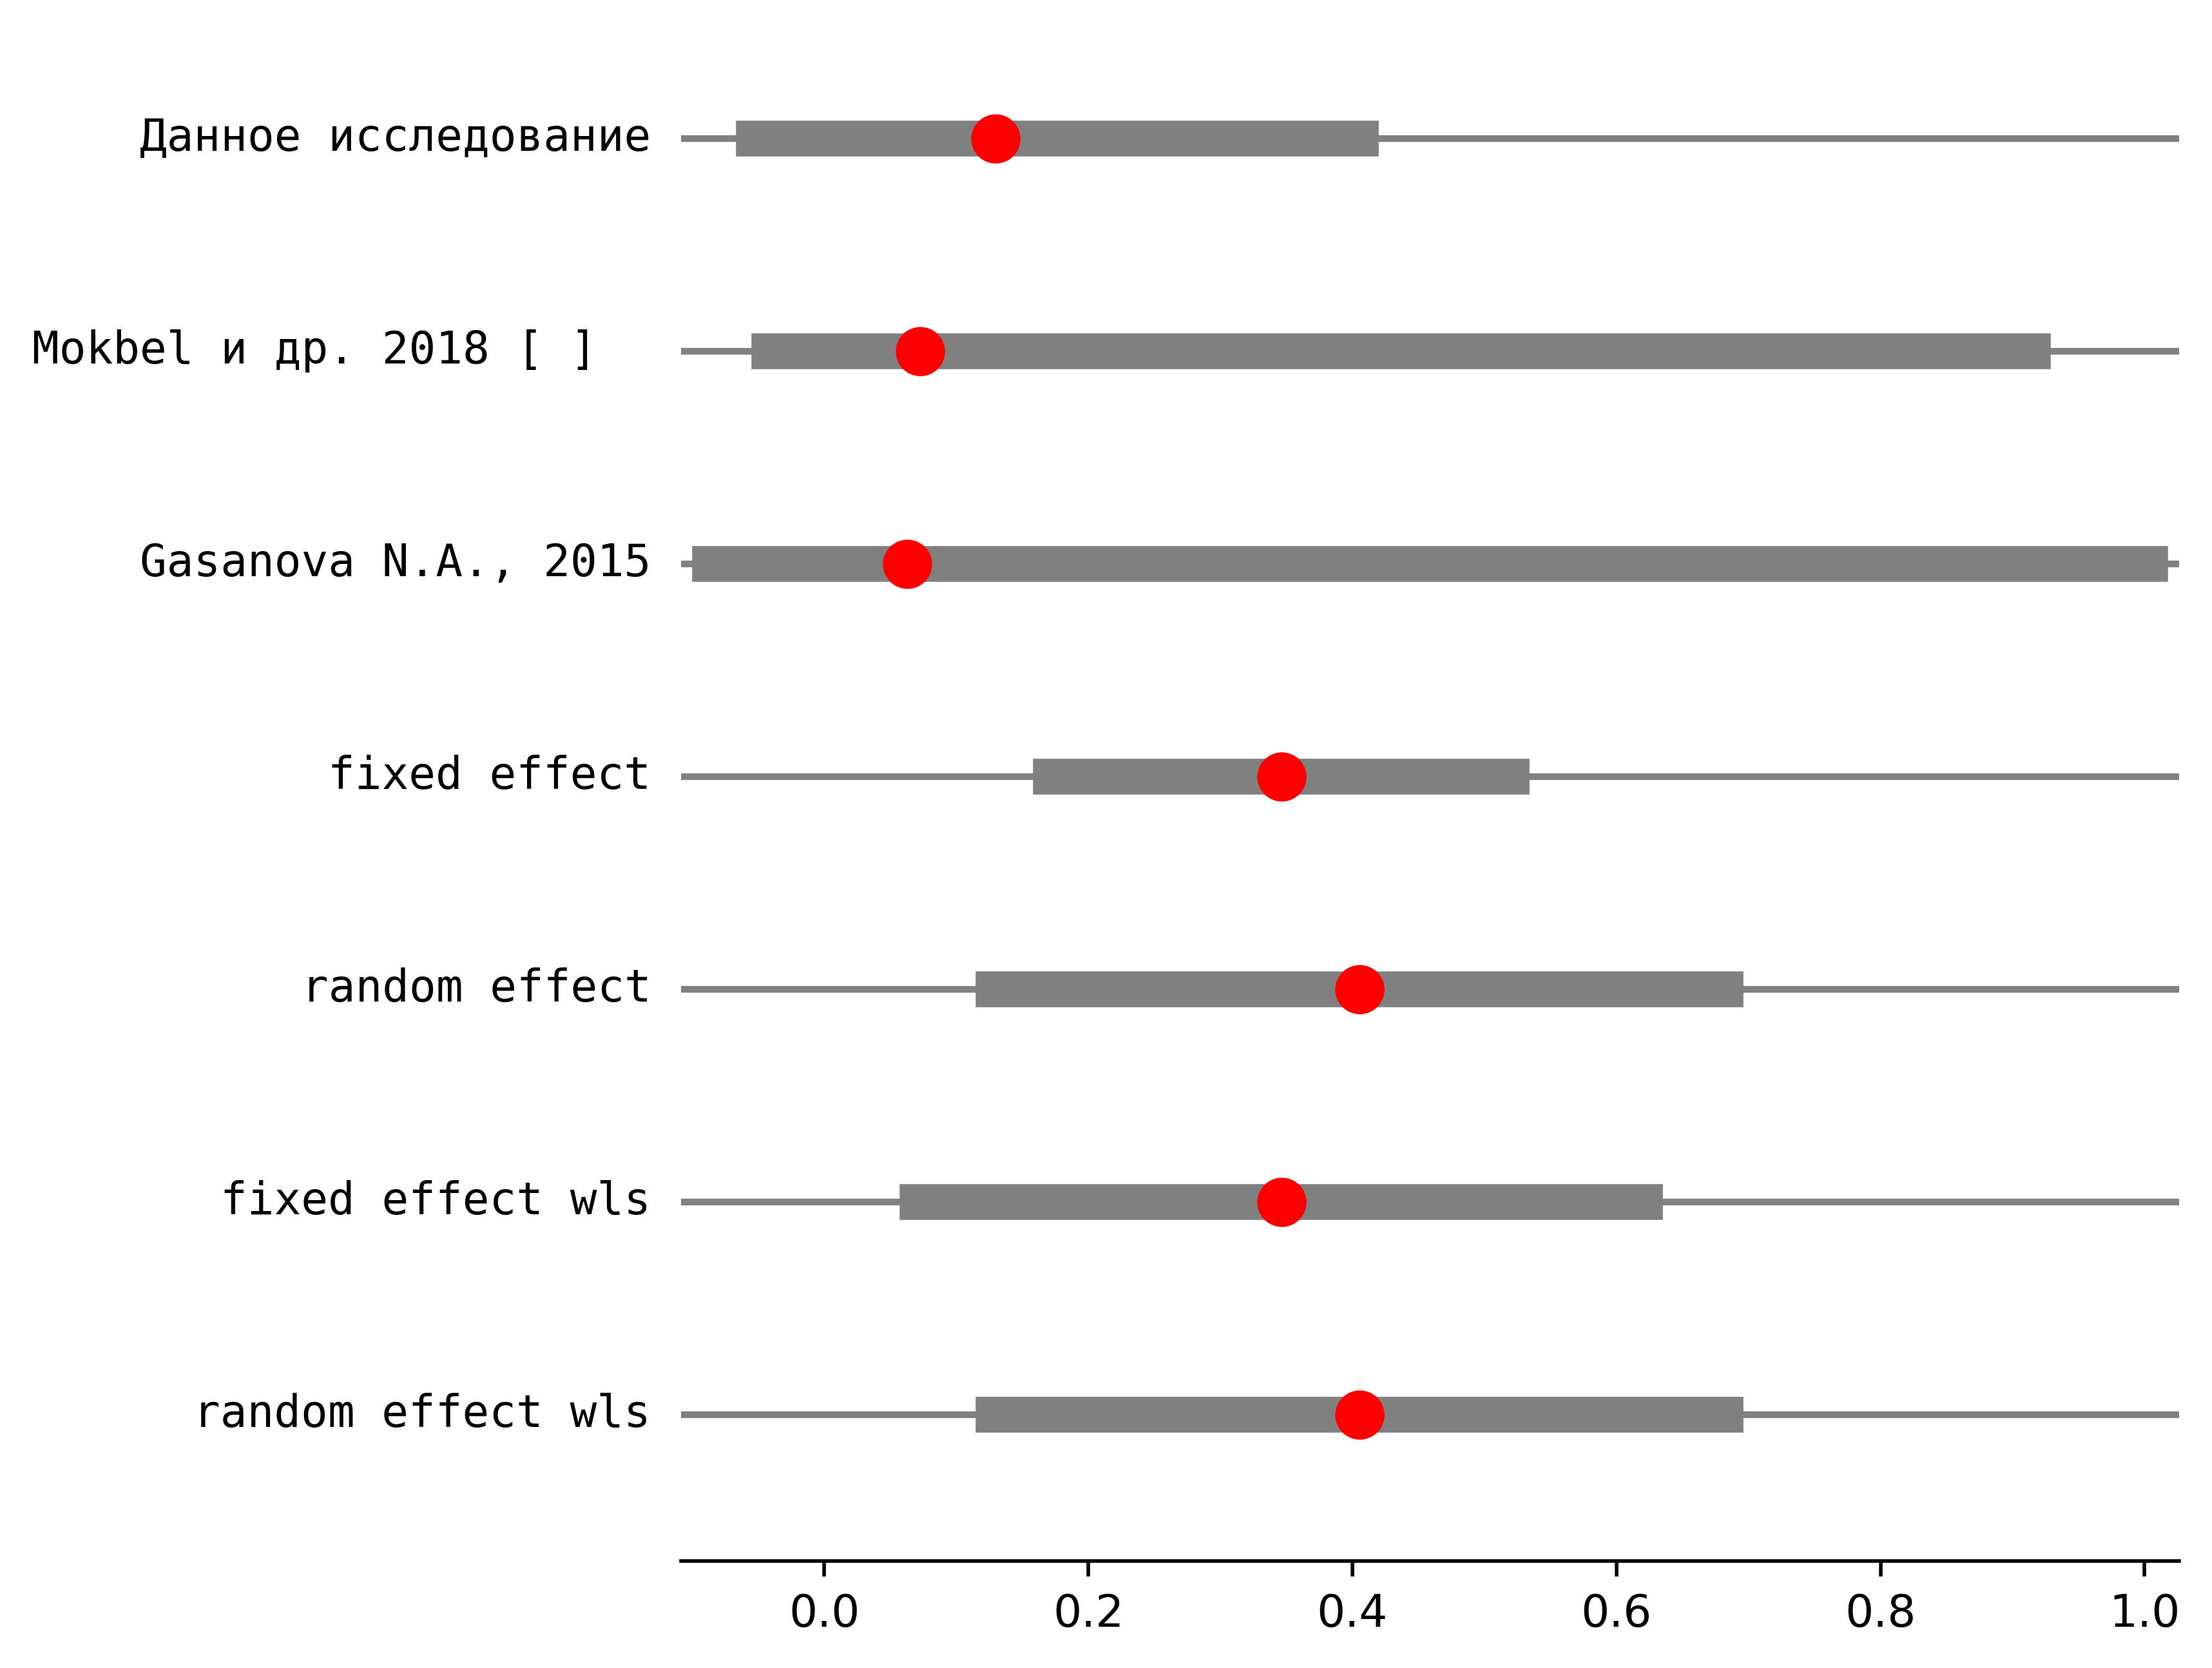 Данное исследование
Mokbel и др. 2018 [ ]
Gasanova N.A., 2015
fixed effect
random effect
fixed effect wls
random effect wls
0.0 0.2 0.4 0.6 0.8 1.0